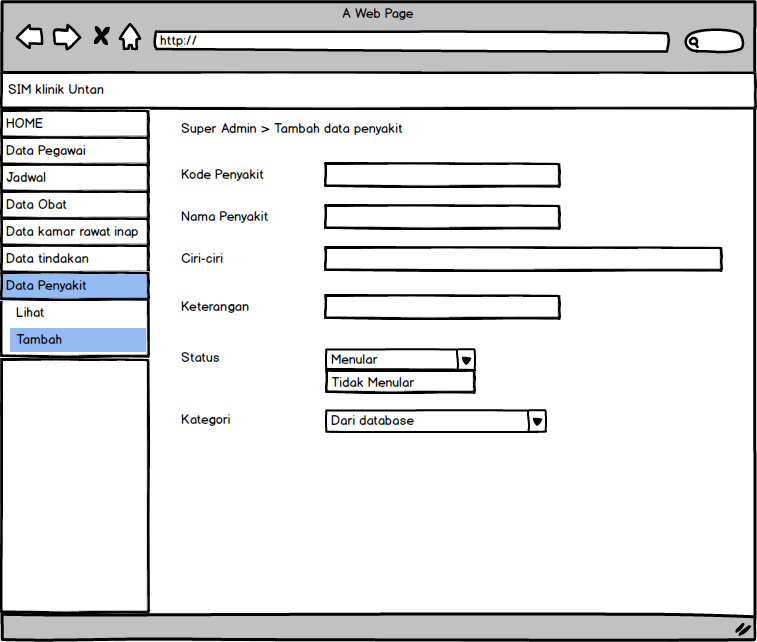 A Web Page
http://
SIM klinik Untan
HOME
Data Pegawai
Jadwal
Data Obat
Data kamar rawat inap
Data tindakan
Data Penyakit
Lihat
Tambah
Super Admin > Tambah data penyakit
Kode Penyakit
Nama Penyakit
Ciri-ciri
Keterangan
Status
Menular
Tidak Menular
Kategori
Dari database